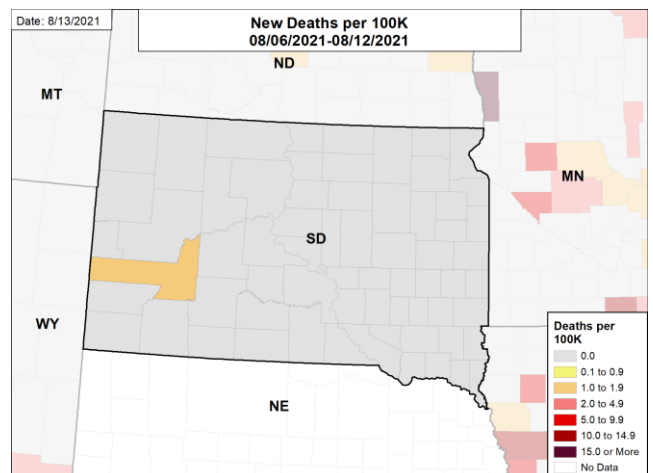 Date: 8/13/2021
New Deaths per 100K
08/06/2021-08/12/2021
ND
MT
MN
SD
WY
NE
Deaths per
100K
0.0
0.1 to 0.9
1.0 to 1.9
2.0 to 4.9
5.0 to 9.9
10.0 to 14.9
15.0 or More
No Data